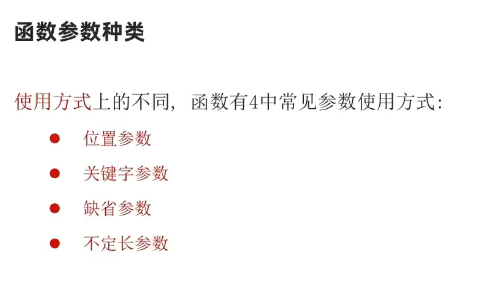 函数参数种类
使用方式上的不同，函数有4中常见参数使用方式：
● 位置参数
● 关键字参数
● 缺省参数
● 不定长参数